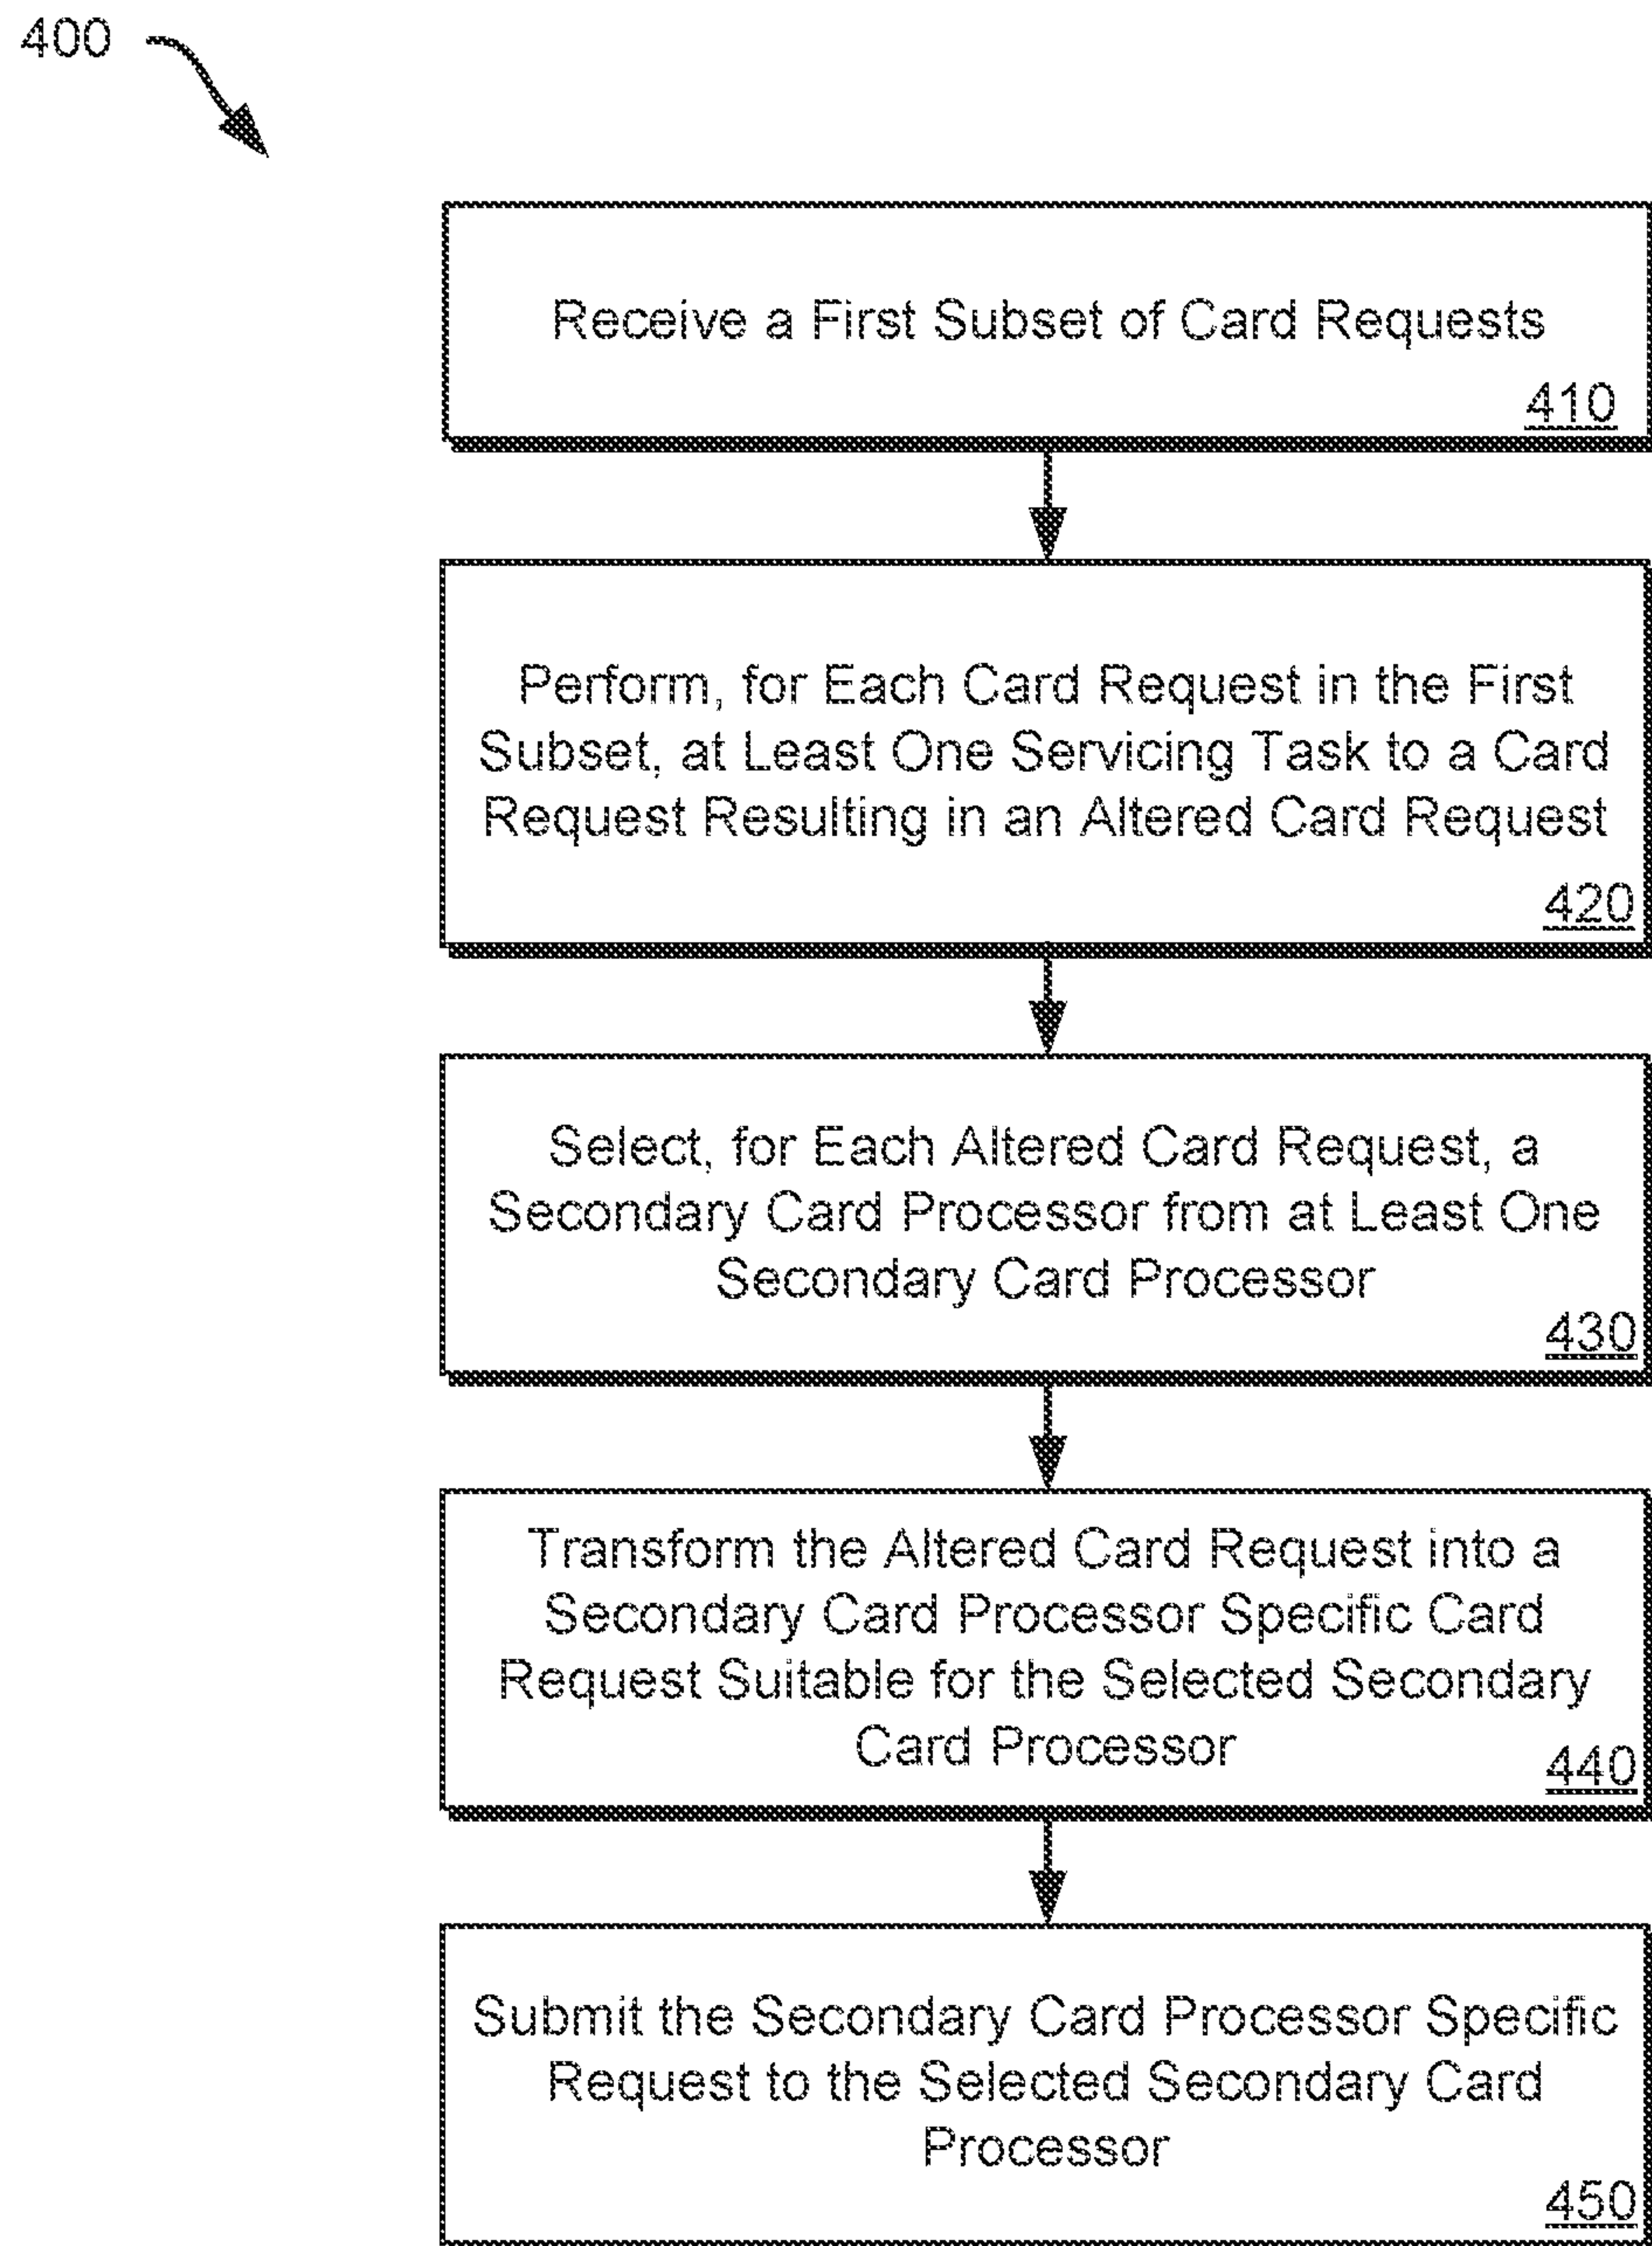 400
Receive a First Subset of Card Requests
410
Perform, for Each Card Request in the First
Subset, at Least One Servicing Task to a Card
Request Resulting in an Altered Card Request
420
Select, for Each Altered Card Request, a
Secondary Card Processor from at Least One
Secondary Card Processor
430
Transform the Altered Card Request into a
Secondary Card Processor Specific Card
Request Suitable for the Selected Secondary
Card Processor
440
Submit the Secondary Card Processor Specific
Request to the Selected Secondary Card
Processor
450